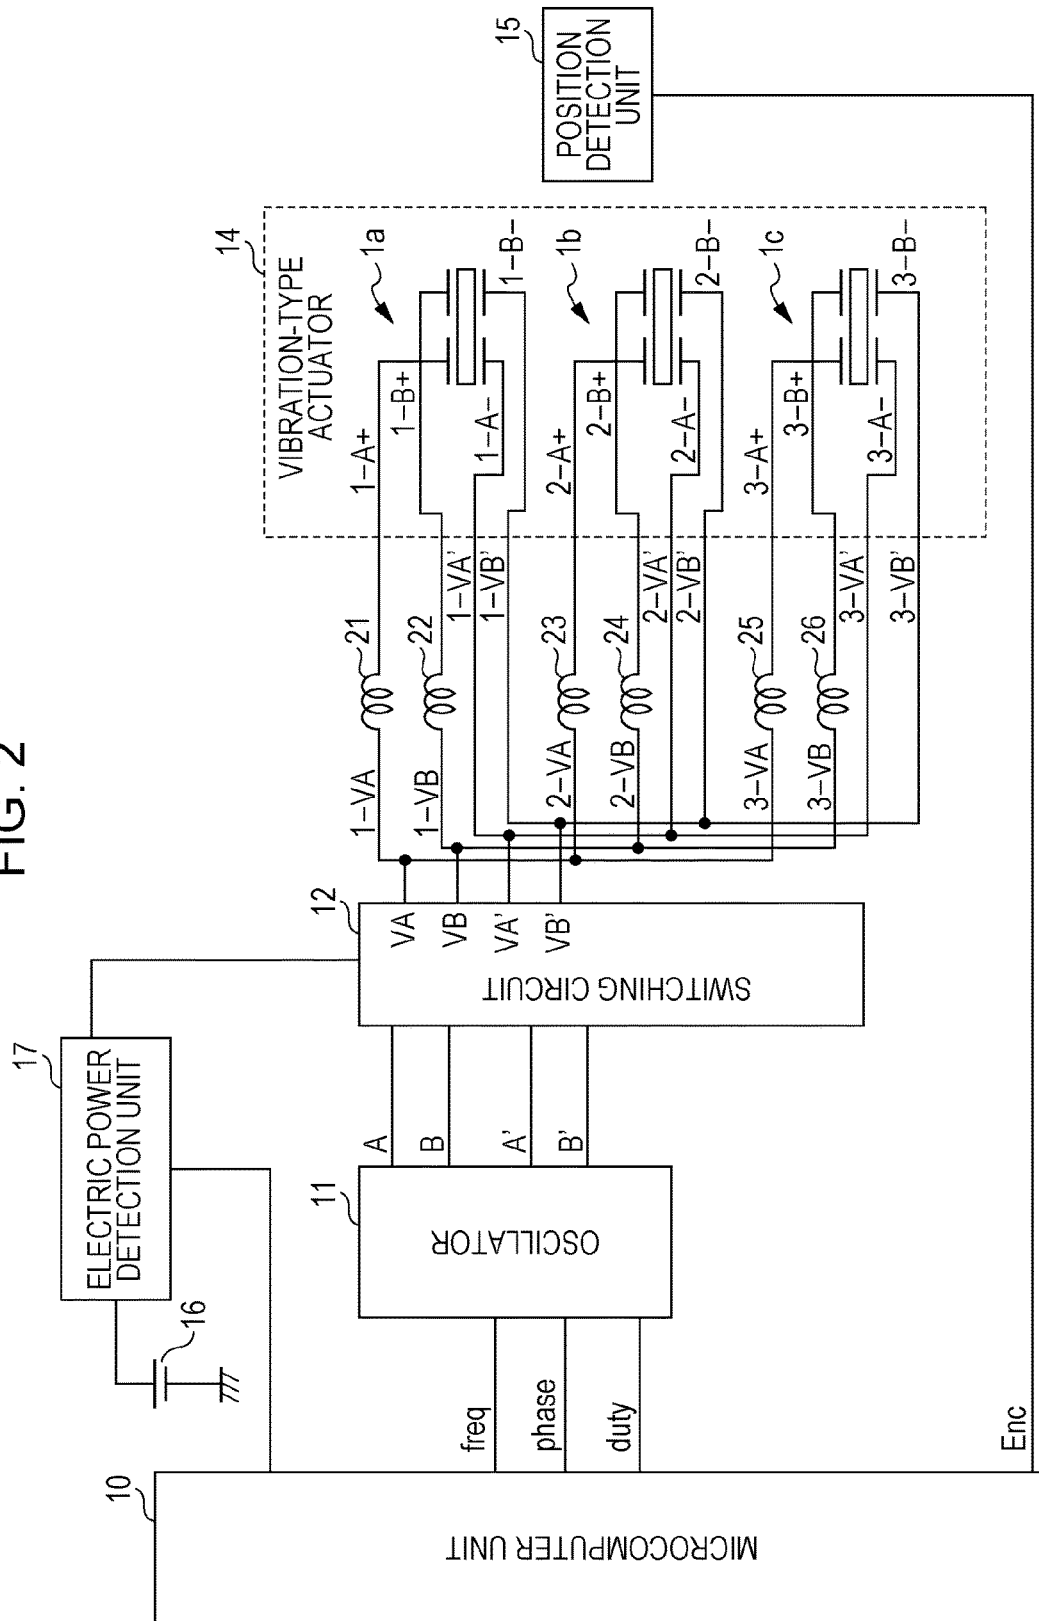 FIG. 2
10
MICROCOMPUTER UNIT
freq
phase
duty
Enc
16
17
ELECTRIC POWER
DETECTION UNIT
11
OSCILLATOR
A
B
A'
B'
12
SWITCHING CIRCUIT
VA
VB
VA'
VB'
1–VA
1–VB
2–VA
2–VB
3–VA
3–VB
21
22
23
24
25
26
1–VA'
1–VB'
2–VA'
2–VB'
3–VA'
3–VB'
14
VIBRATION-TYPE
ACTUATOR
1–A+
1–B+
1–A–
1–B–
1a
2–A+
2–B+
2–A–
2–B–
1b
3–A+
3–B+
3–A–
3–B–
1c
15
POSITION
DETECTION
UNIT